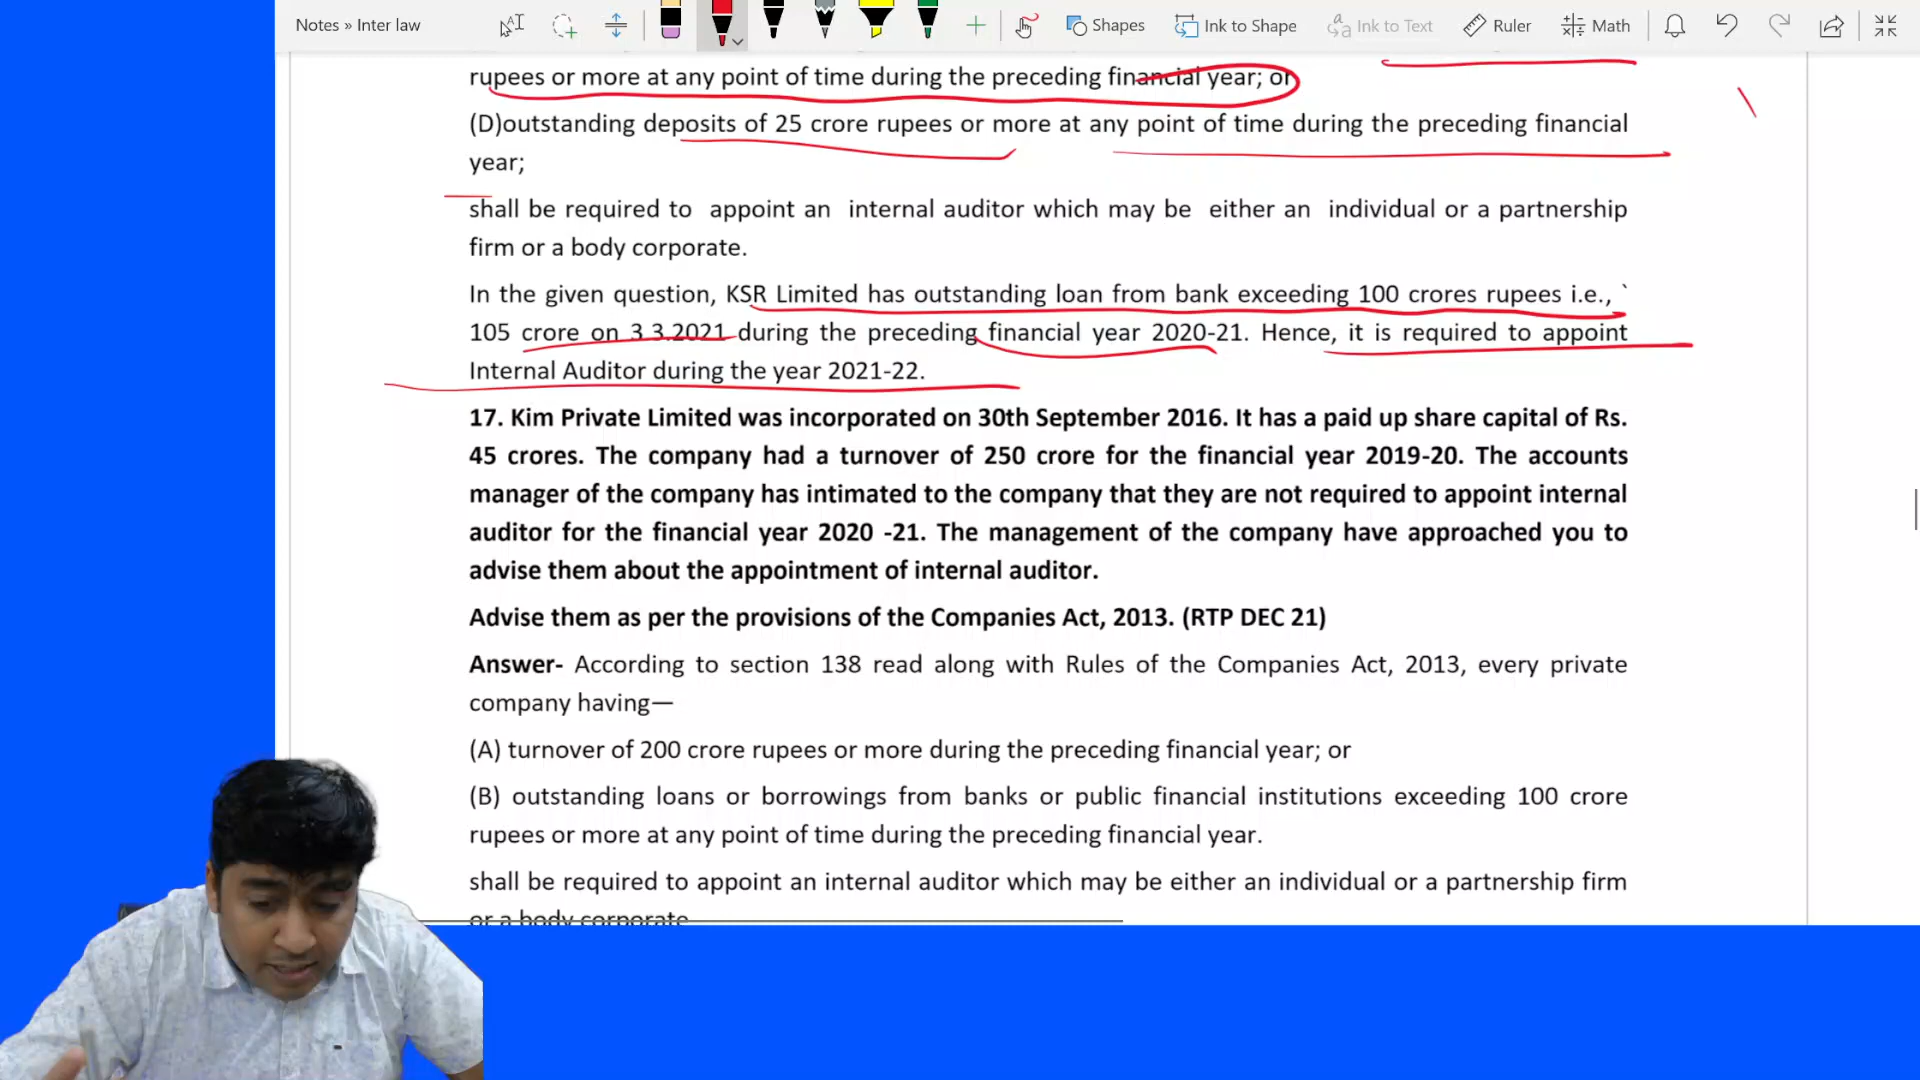 Notes » Inter law
Shapes
Ink to Shape
Ink to Text
Ruler
Math
rupees or more at any point of time during the preceding financial year; or
(D)outstanding deposits of 25 crore rupees or more at any point of time during the preceding financial
year;
shall be required to appoint an internal auditor which may be either an individual or a partnership
firm or a body corporate.
In the given question, KSR Limited has outstanding loan from bank exceeding 100 crores rupees i.e., `
105 crore on 3.3.2021 during the preceding financial year 2020-21. Hence, it is required to appoint
Internal Auditor during the year 2021-22.
17. Kim Private Limited was incorporated on 30th September 2016. It has a paid up share capital of Rs.
45 crores. The company had a turnover of 250 crore for the financial year 2019-20. The accounts
manager of the company has intimated to the company that they are not required to appoint internal
auditor for the financial year 2020 -21. The management of the company have approached you to
advise them about the appointment of internal auditor.
Advise them as per the provisions of the Companies Act, 2013. (RTP DEC 21)
Answer- According to section 138 read along with Rules of the Companies Act, 2013, every private
company having—
(A) turnover of 200 crore rupees or more during the preceding financial year; or
(B) outstanding loans or borrowings from banks or public financial institutions exceeding 100 crore
rupees or more at any point of time during the preceding financial year.
shall be required to appoint an internal auditor which may be either an individual or a partnership firm
or a body corporate